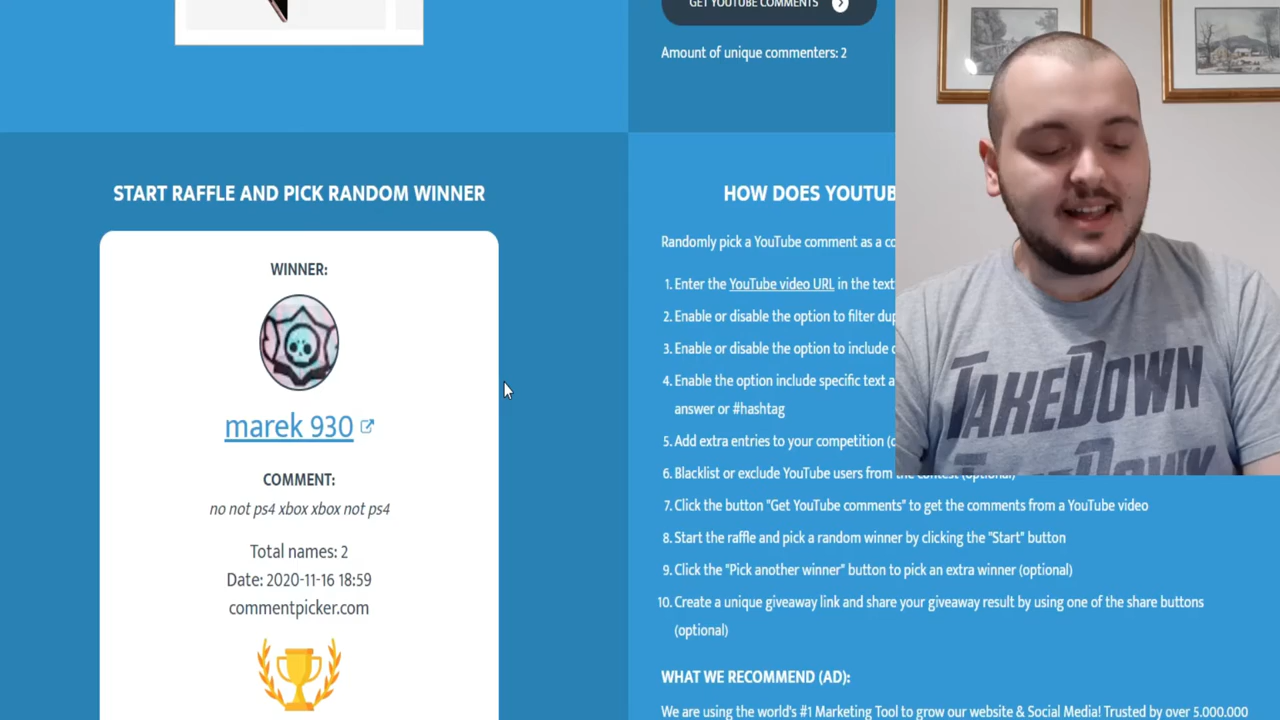 GET YOUTUBE COMMENTS
Amount of unique commenters: 2
START RAFFLE AND PICK RANDOM WINNER
WINNER:
marek 930
COMMENT:
no not ps4 xbox xbox not ps4
Total names: 2
Date: 2020-11-16 18:59
commentpicker.com
HOW DOES YOUTUB
Randomly pick a YouTube comment as a co
1. Enter the YouTube video URL in the text
2. Enable or disable the option to filter dup
3. Enable or disable the option to include c
4. Enable the option include specific text a
answer or #hashtag
5. Add extra entries to your competition (o
6. Blacklist or exclude YouTube users from the contest (optional)
7. Click the button "Get YouTube comments" to get the comments from a YouTube video
8. Start the raffle and pick a random winner by clicking the "Start" button
9. Click the "Pick another winner" button to pick an extra winner (optional)
10. Create a unique giveaway link and share your giveaway result by using one of the share buttons
(optional)
WHAT WE RECOMMEND (AD):
We are using the world's #1 Marketing Tool to grow our website & Social Media! Trusted by over 5.000.000
TAKEDOWN
TAKEDOWN